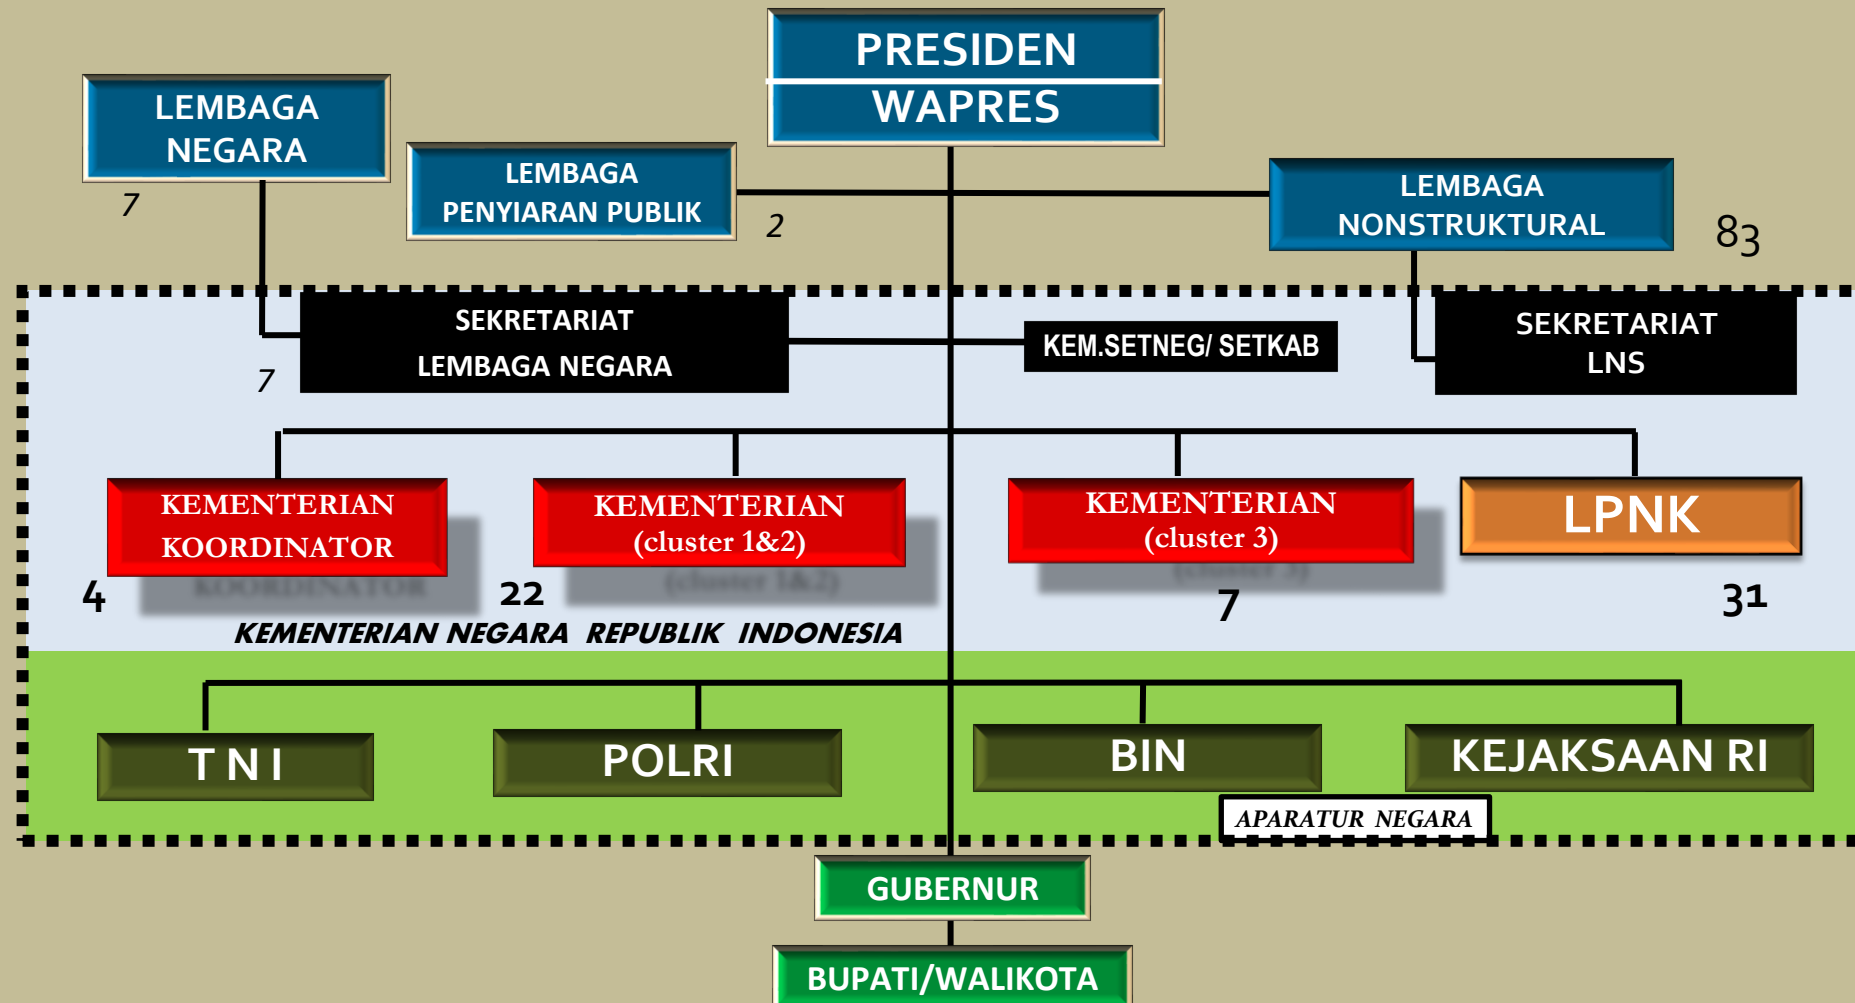 PRESIDEN
WAPRES
LEMBAGA
NEGARA
7
LEMBAGA
PENYIARAN PUBLIK
2
LEMBAGA
NONSTRUKTURAL
83
SEKRETARIAT
LEMBAGA NEGARA
7
KEM.SETNEG/ SETKAB
SEKRETARIAT
LNS
KEMENTERIAN
KOORDINATOR
4
KEMENTERIAN
(cluster 1&2)
22
KEMENTERIAN
(cluster 3)
7
LPNK
31
KEMENTERIAN NEGARA REPUBLIK INDONESIA
T N I
POLRI
BIN
KEJAKSAAN RI
APARATUR NEGARA
GUBERNUR
BUPATI/WALIKOTA